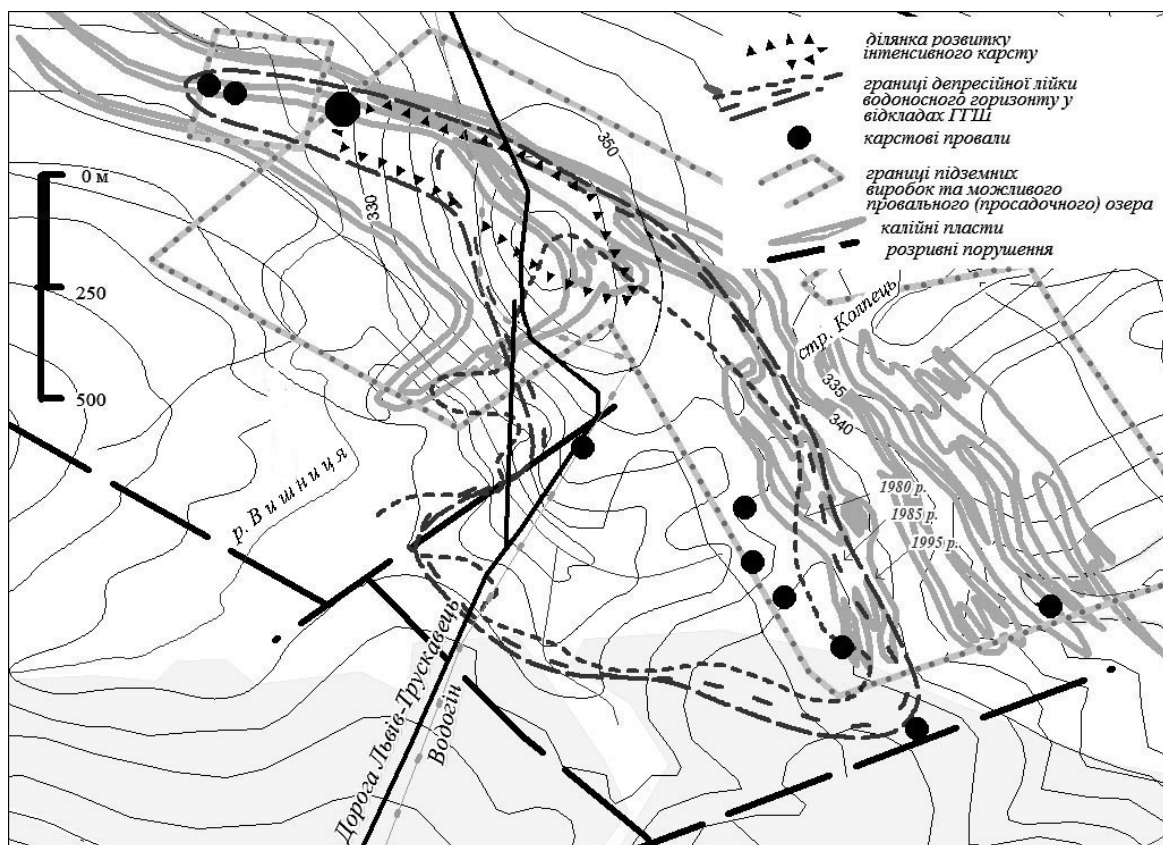 ділянка розвитку
інтенсивного карсту
границі депресійної лійки
водоносного горизонту у
відкладах ГГШ
карстові провали
границі підземних
виробок та можливого
провального (просадочного) озера
калійні пласти
розривні порушення
0 м
250
500
330
350
стр. Колпець
335
340
р. Вишниця
1980 р.
1985 р.
1995 р.
Дорога Львів-Трускавець
Водогін